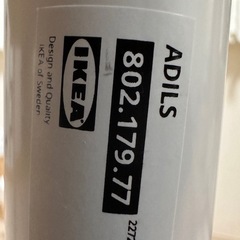 ADILS
802.179.77
IKEA
Design and Quality
IKEA of Sweden